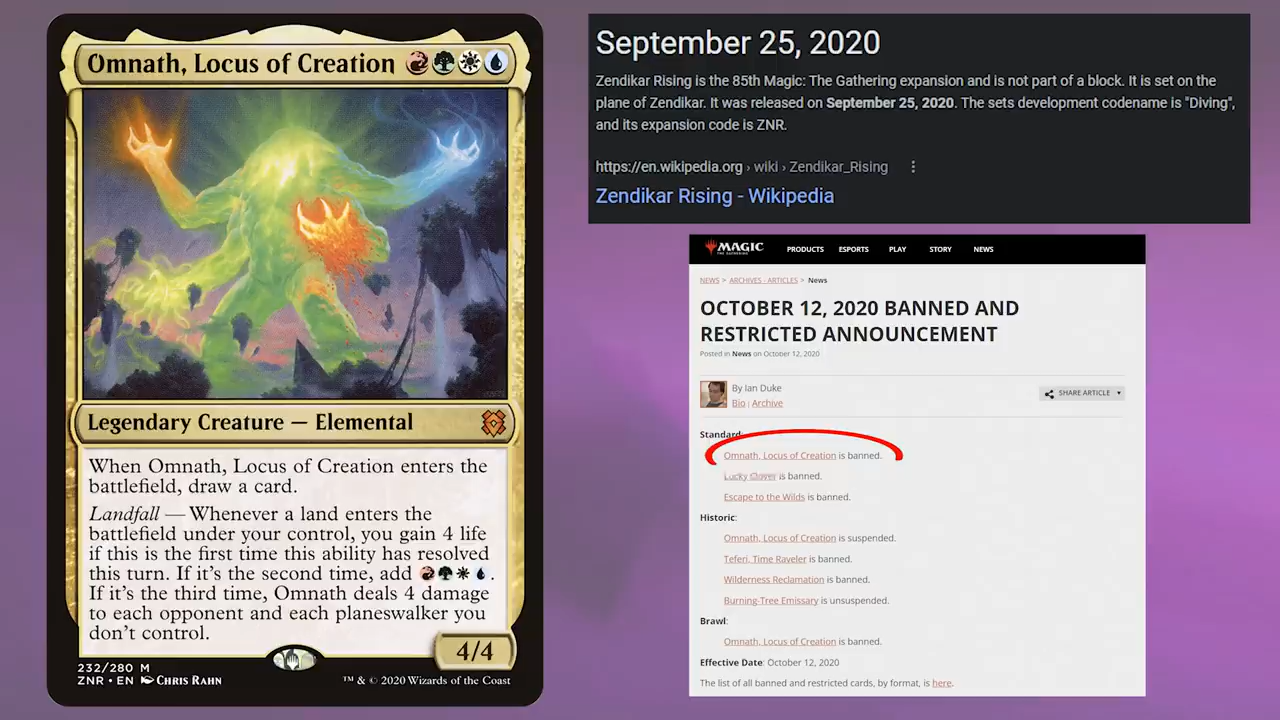 Omnath, Locus of Creation
Legendary Creature — Elemental
When Omnath, Locus of Creation enters the
battlefield, draw a card.
Landfall — Whenever a land enters the
battlefield under your control, you gain 4 life
if this is the first time this ability has resolved
this turn. If it's the second time, add .
If it's the third time, Omnath deals 4 damage
to each opponent and each planeswalker you
don't control.
4/4
232/280 M
ZNR • EN Chris Rahn
™ & © 2020 Wizards of the Coast
September 25, 2020
Zendikar Rising is the 85th Magic: The Gathering expansion and is not part of a block. It is set on the
plane of Zendikar. It was released on September 25, 2020. The sets development codename is "Diving",
and its expansion code is ZNR.
https://en.wikipedia.org › wiki › Zendikar_Rising
Zendikar Rising - Wikipedia
MAGIC THE GATHERING PRODUCTS ESPORTS PLAY STORY NEWS
NEWS > ARCHIVES - ARTICLES > News
OCTOBER 12, 2020 BANNED AND
RESTRICTED ANNOUNCEMENT
Posted in News on October 12, 2020
By Ian Duke
Bio | Archive
SHARE ARTICLE
Standard:
Omnath, Locus of Creation is banned.
Lucky Clover is banned.
Escape to the Wilds is banned.
Historic:
Omnath, Locus of Creation is suspended.
Teferi, Time Raveler is banned.
Wilderness Reclamation is banned.
Burning-Tree Emissary is unsuspended.
Brawl:
Omnath, Locus of Creation is banned.
Effective Date: October 12, 2020
The list of all banned and restricted cards, by format, is here.